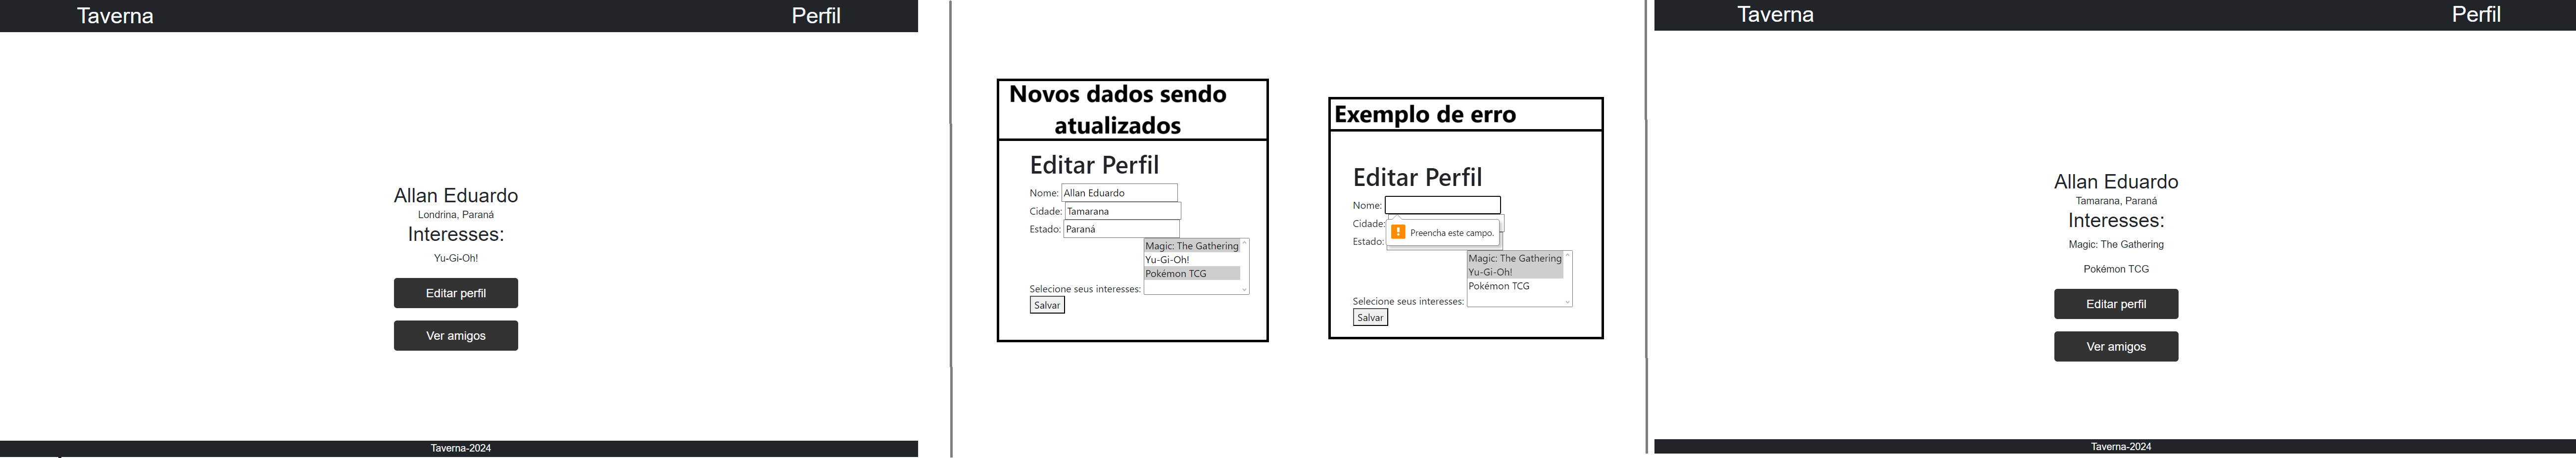 Taverna
Perfil
Allan Eduardo
Londrina, Paraná
Interesses:
Yu-Gi-Oh!
Editar perfil
Ver amigos
Taverna-2024
Novos dados sendo
atualizados
Editar Perfil
Nome: Allan Eduardo
Cidade: Tamarana
Estado: Paraná
Magic: The Gathering
Yu-Gi-Oh!
Pokémon TCG
Selecione seus interesses:
Salvar
Exemplo de erro
Editar Perfil
Nome:
Cidade:
Preencha este campo.
Estado:
Magic: The Gathering
Yu-Gi-Oh!
Pokémon TCG
Selecione seus interesses:
Salvar
Taverna
Perfil
Allan Eduardo
Tamarana, Paraná
Interesses:
Magic: The Gathering
Pokémon TCG
Editar perfil
Ver amigos
Taverna-2024